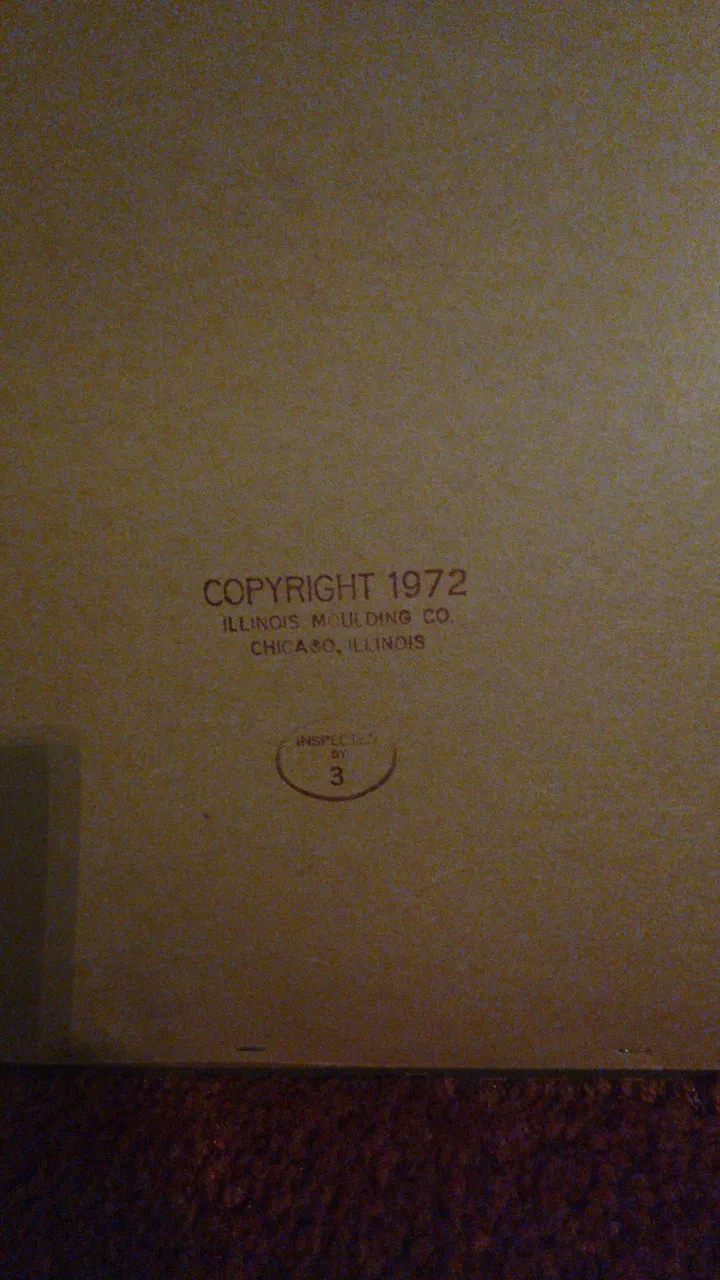 COPYRIGHT 1972
ILLINOIS MOULDING CO.
CHICAGO, ILLINOIS
INSPECTED
BY
3